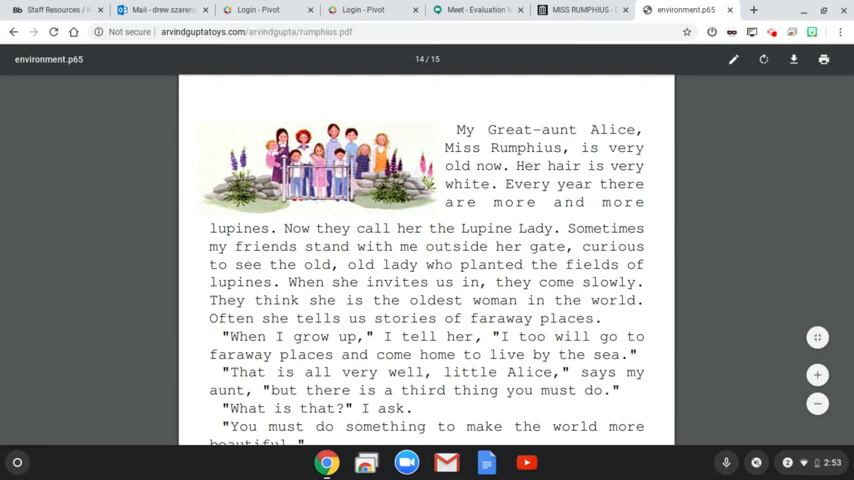 Staff Resources / H
Mail - drew.szarenc
Login - Pivot
Login - Pivot
Meet - Evaluation M
MISS RUMPHIUS -
environment.p65
Not secure | arvindguptatoys.com/arvindgupta/rumphius.pdf
environment.p65
14 / 15
My Great-aunt Alice,
Miss Rumphius, is very
old now. Her hair is very
white. Every year there
are more and more
lupines. Now they call her the Lupine Lady. Sometimes
my friends stand with me outside her gate, curious
to see the old, old lady who planted the fields of
lupines. When she invites us in, they come slowly.
They think she is the oldest woman in the world.
Often she tells us stories of faraway places.
"When I grow up," I tell her, "I too will go to
faraway places and come home to live by the sea."
"That is all very well, little Alice," says my
aunt, "but there is a third thing you must do."
"What is that?" I ask.
"You must do something to make the world more
beautiful."
2
2:53